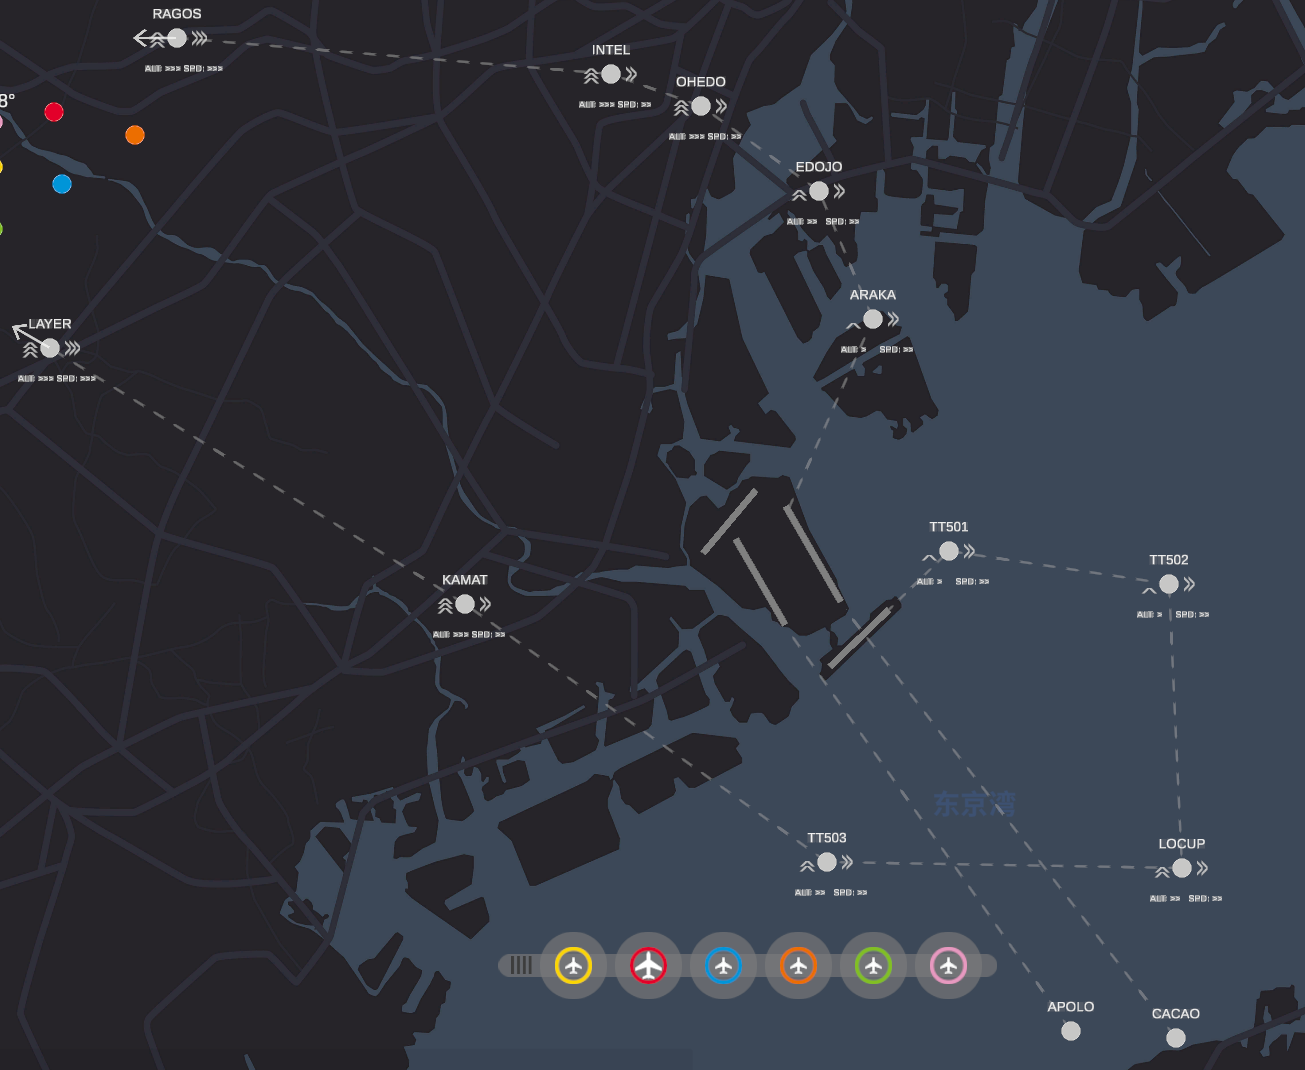 RAGOS
ALT: >>> SPD: >>>
INTEL
ALT: >>> SPD: >>
OHEDO
ALT: >>> SPD: >>
8°
EDOJO
ALT: >> SPD: >>
ARAKA
ALT: > SPD: >>
LAYER
ALT: >>> SPD: >>>
TT501
ALT: > SPD: >>
TT502
ALT: > SPD: >>
KAMAT
ALT: >>> SPD: >>
东京湾
TT503
ALT: >> SPD: >>
LOCUP
ALT: >> SPD: >>
APOLO
CACAO